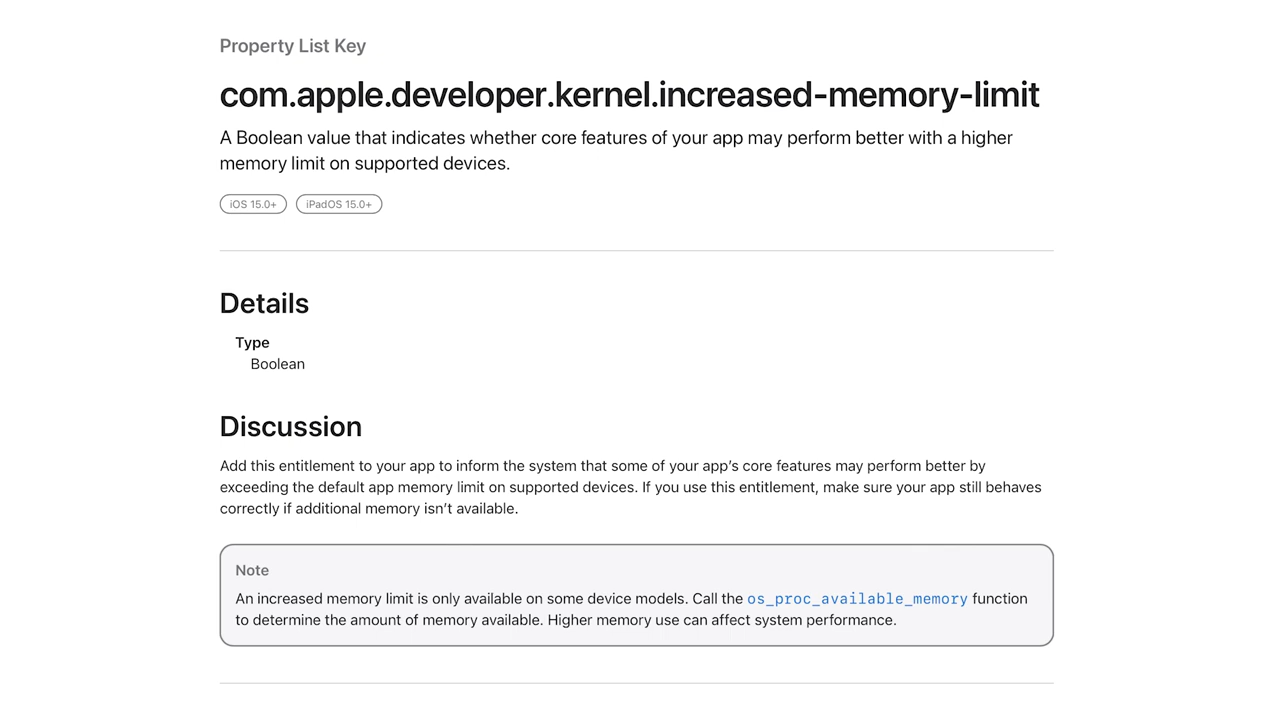 Property List Key
com.apple.developer.kernel.increased-memory-limit
A Boolean value that indicates whether core features of your app may perform better with a higher
memory limit on supported devices.
iOS 15.0+ iPadOS 15.0+
Details
Type
Boolean
Discussion
Add this entitlement to your app to inform the system that some of your app’s core features may perform better by
exceeding the default app memory limit on supported devices. If you use this entitlement, make sure your app still behaves
correctly if additional memory isn’t available.
Note
An increased memory limit is only available on some device models. Call the os_proc_available_memory function
to determine the amount of memory available. Higher memory use can affect system performance.